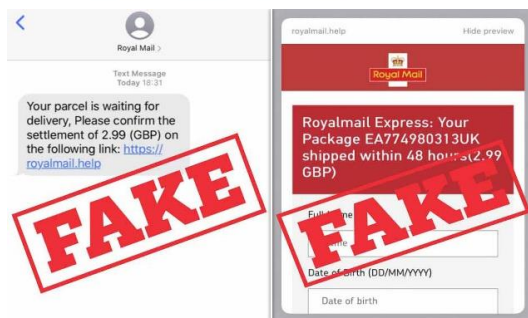 Royal Mail >
Text Message
Today 18:31
Your parcel is waiting for
delivery, Please confirm the
settlement of 2.99 (GBP) on
the following link: https://
royalmail.help
FAKE
royalmail.help
Hide preview
Royal Mail
Royalmail Express: Your
Package EA774980313UK
shipped within 48 hours(2.99
GBP)
FAKE
Full Name
Name
Date of Birth (DD/MM/YYYY)
Date of birth